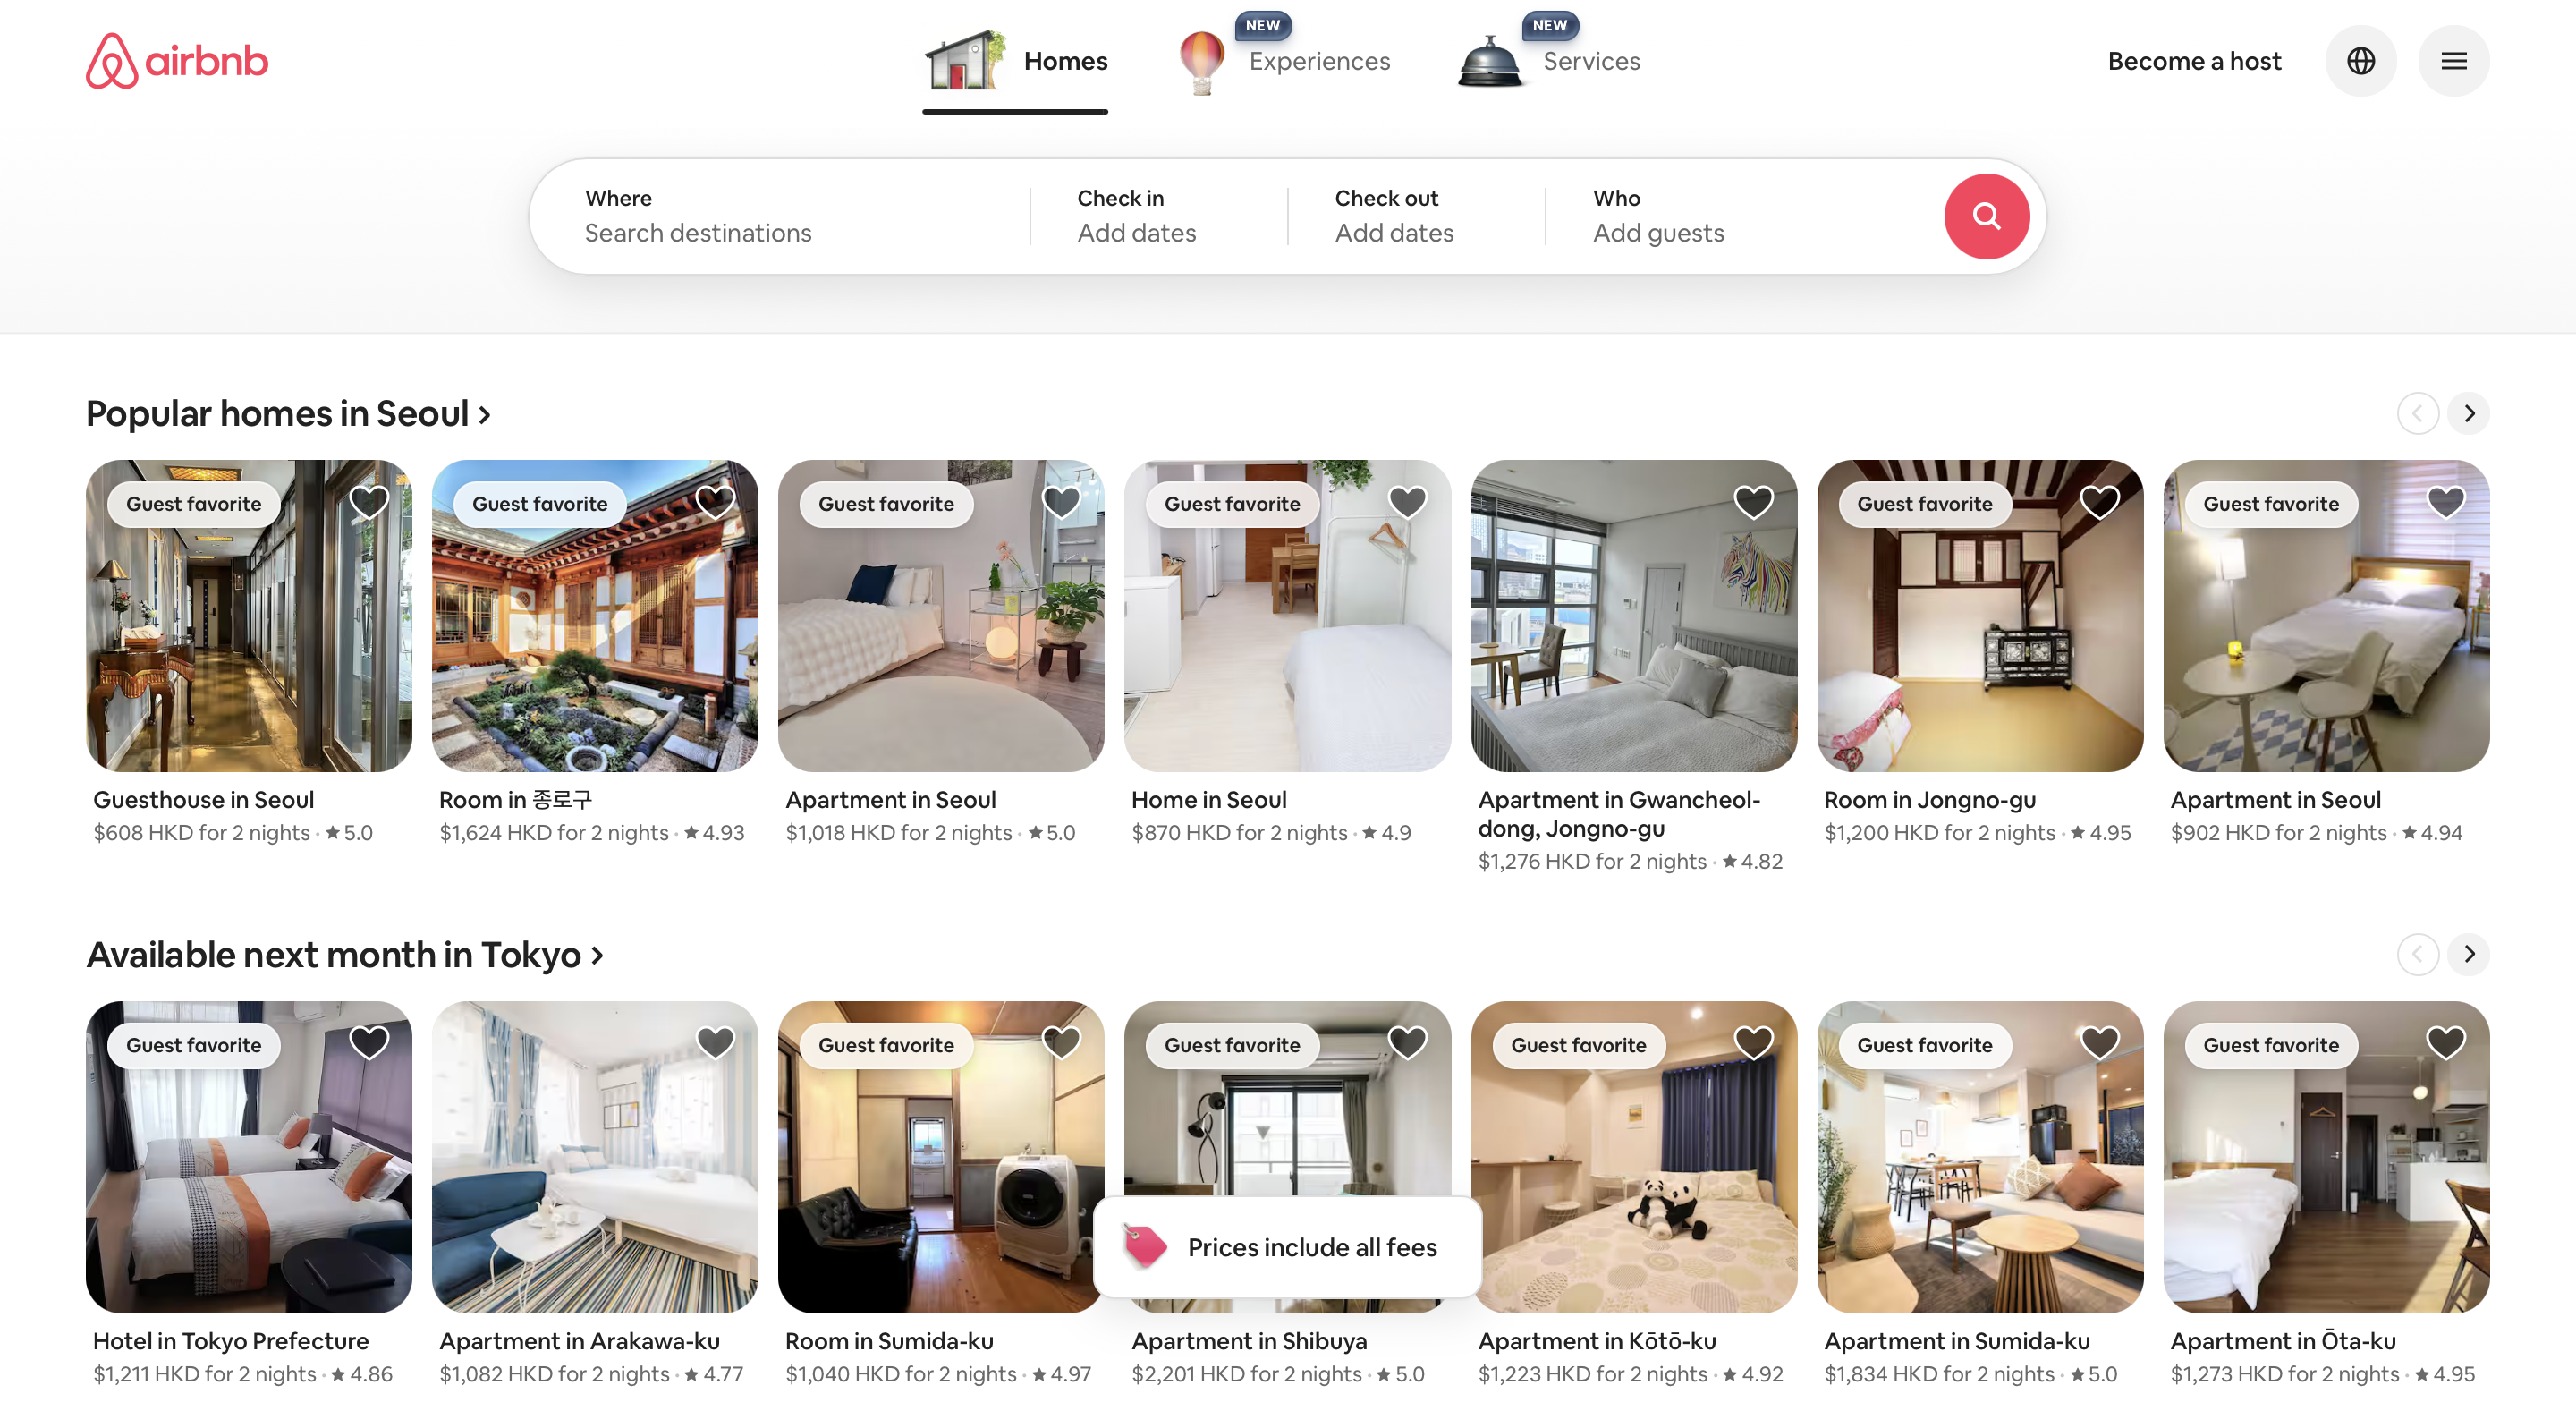 airbnb
Homes
NEW
Experiences
NEW
Services
Become a host
Where
Search destinations
Check in
Add dates
Check out
Add dates
Who
Add guests
Popular homes in Seoul
Guest favorite
Guest favorite
Guest favorite
Guest favorite
Guest favorite
Guest favorite
Guesthouse in Seoul
$608 HKD for 2 nights · ★ 5.0
Room in 종로구
$1,624 HKD for 2 nights · ★ 4.93
Apartment in Seoul
$1,018 HKD for 2 nights · ★ 5.0
Home in Seoul
$870 HKD for 2 nights · ★ 4.9
Apartment in Gwancheol-
dong, Jongno-gu
$1,276 HKD for 2 nights · ★ 4.82
Room in Jongno-gu
$1,200 HKD for 2 nights · ★ 4.95
Apartment in Seoul
$902 HKD for 2 nights · ★ 4.94
Available next month in Tokyo
Guest favorite
Guest favorite
Guest favorite
Guest favorite
Guest favorite
Guest favorite
Prices include all fees
Hotel in Tokyo Prefecture
$1,211 HKD for 2 nights · ★ 4.86
Apartment in Arakawa-ku
$1,082 HKD for 2 nights · ★ 4.77
Room in Sumida-ku
$1,040 HKD for 2 nights · ★ 4.97
Apartment in Shibuya
$2,201 HKD for 2 nights · ★ 5.0
Apartment in Kōtō-ku
$1,223 HKD for 2 nights · ★ 4.92
Apartment in Sumida-ku
$1,834 HKD for 2 nights · ★ 5.0
Apartment in Ōta-ku
$1,273 HKD for 2 nights · ★ 4.95